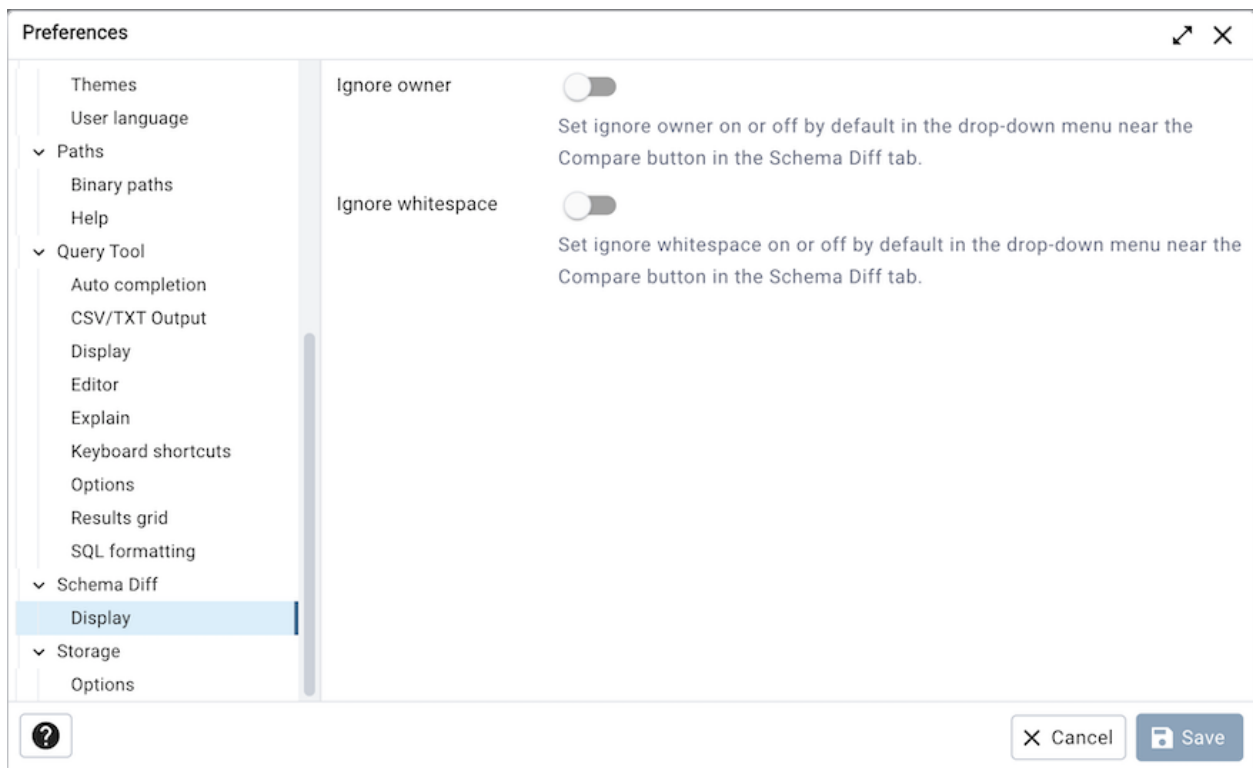 Preferences
Themes
User language
Paths
Binary paths
Help
Query Tool
Auto completion
CSV/TXT Output
Display
Editor
Explain
Keyboard shortcuts
Options
Results grid
SQL formatting
Schema Diff
Display
Storage
Options
Ignore owner
Set ignore owner on or off by default in the drop-down menu near the
Compare button in the Schema Diff tab.
Ignore whitespace
Set ignore whitespace on or off by default in the drop-down menu near the
Compare button in the Schema Diff tab.
?
Cancel
Save